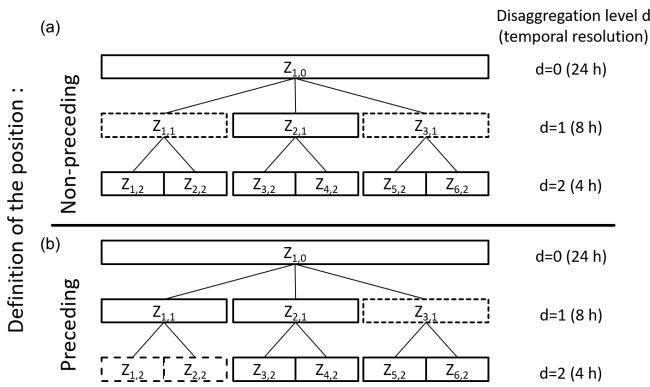 Definition of the position :
Disaggregation level d
(temporal resolution)
(a)
Non-preceding
Z1,0
d=0 (24 h)
Z1,1 Z2,1 Z3,1
d=1 (8 h)
Z1,2 Z2,2 Z3,2 Z4,2 Z5,2 Z6,2
d=2 (4 h)
(b)
Preceding
Z1,0
d=0 (24 h)
Z1,1 Z2,1 Z3,1
d=1 (8 h)
Z1,2 Z2,2 Z3,2 Z4,2 Z5,2 Z6,2
d=2 (4 h)